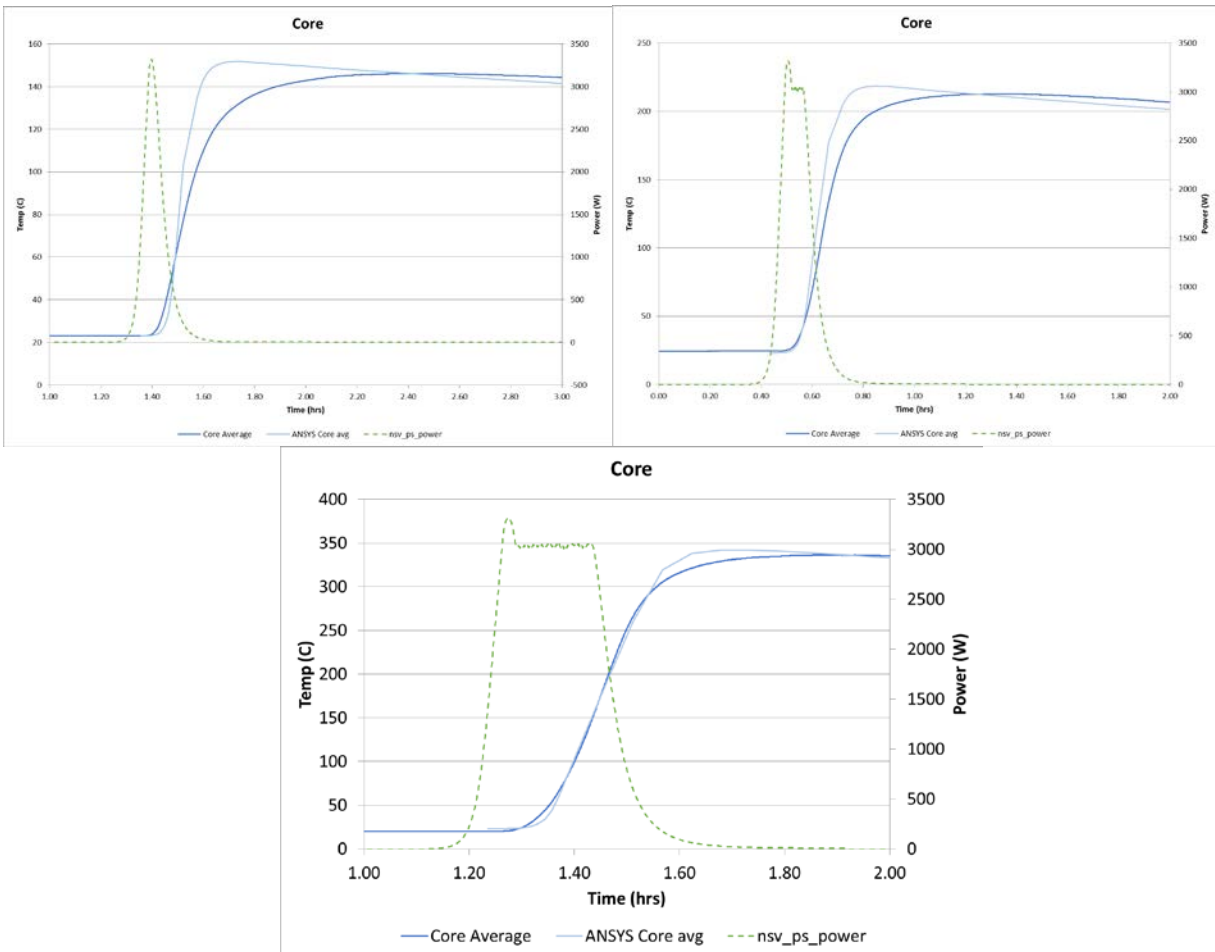 Core
160
140
120
100
80
60
40
20
0
Temp (C)
3500
3000
2500
2000
1500
1000
500
0
-500
Power (W)
1.00 1.20 1.40 1.60 1.80 2.00 2.20 2.40 2.60 2.80 3.00
Time (hrs)
Core Average ANSYS Core avg nsv_ps_power
Core
250
200
150
100
50
0
Temp (C)
3500
3000
2500
2000
1500
1000
500
0
Power (W)
0.00 0.20 0.40 0.60 0.80 1.00 1.20 1.40 1.60 1.80 2.00
Time (hrs)
Core Average ANSYS Core avg nsv_ps_power
Core
400
350
300
250
200
150
100
50
0
Temp (C)
3500
3000
2500
2000
1500
1000
500
0
Power (W)
1.00 1.20 1.40 1.60 1.80 2.00
Time (hrs)
Core Average ANSYS Core avg nsv_ps_power